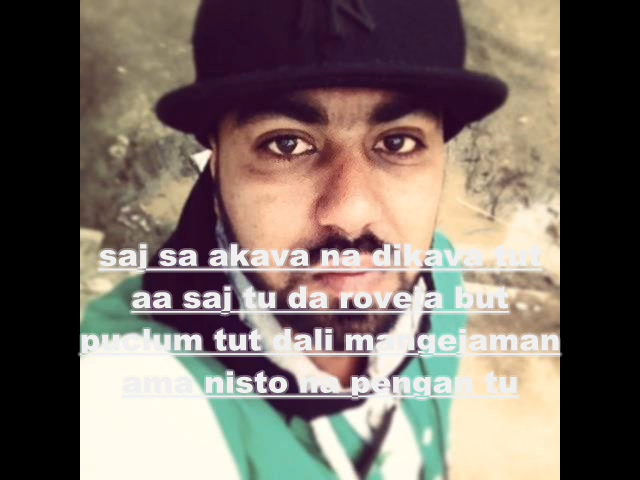 saj sa akava na dikava tut
aa saj tu da rovela but
puclum tut dali mangejaman
ama nisto na pengan tu